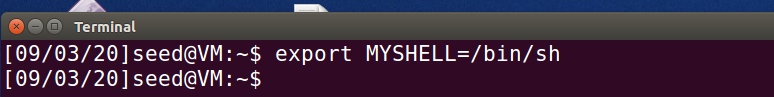 Terminal
[09/03/20]seed@VM:~$ export MYSHELL=/bin/sh
[09/03/20]seed@VM:~$